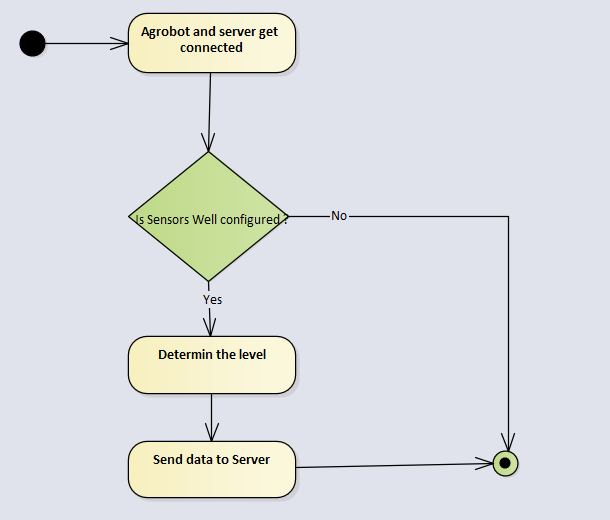 Agrobot and server get
connected
Is Sensors Well configured ?
No
Yes
Determin the level
Send data to Server